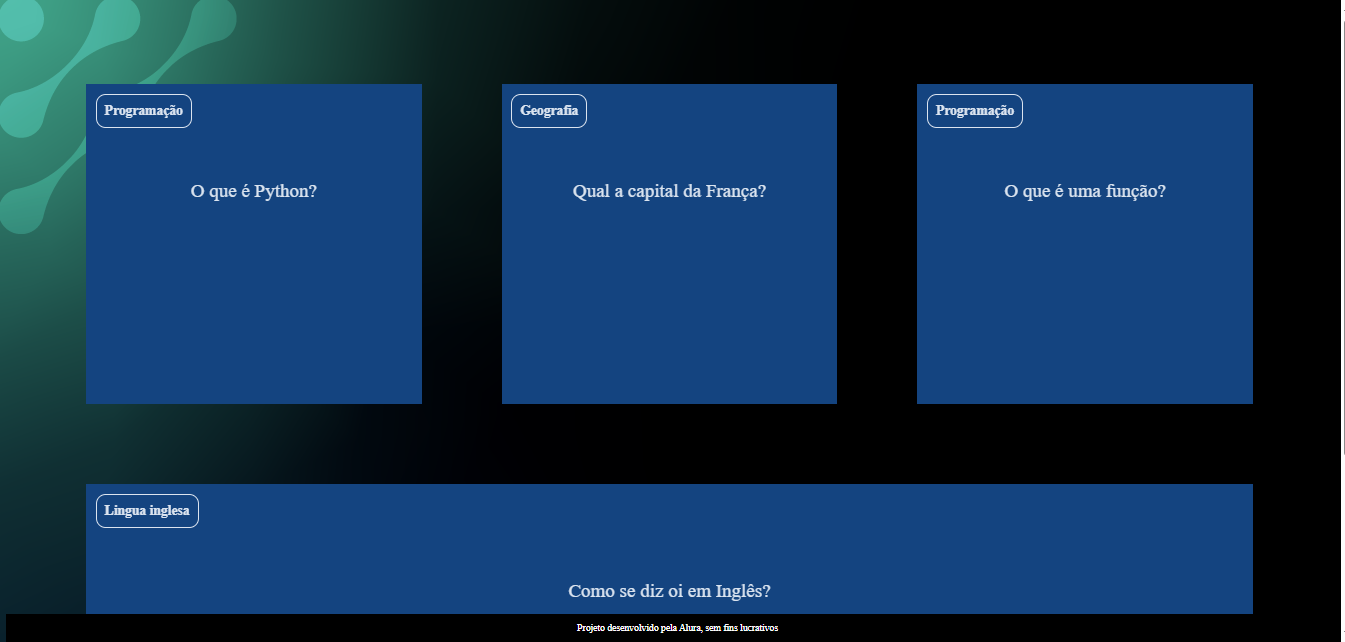 Programação
O que é Python?
Geografia
Qual a capital da França?
Programação
O que é uma função?
Lingua inglesa
Como se diz oi em Inglês?
Projeto desenvolvido pela Alura, sem fins lucrativos